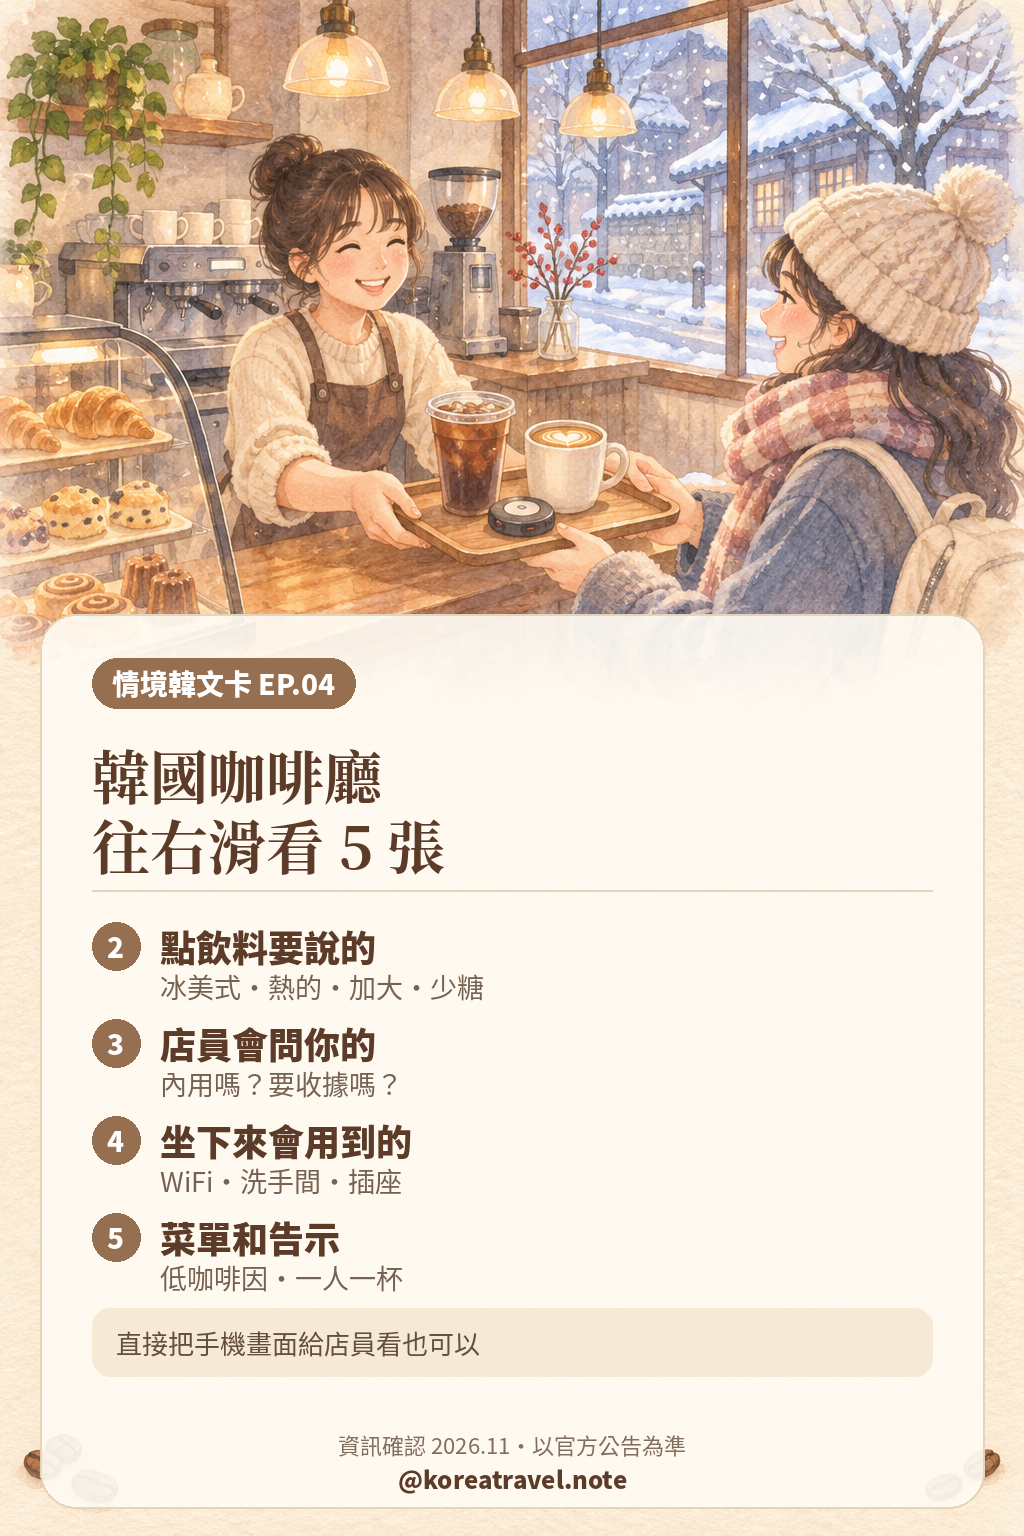 情境韓文卡 EP.04
韓國咖啡廳
往右滑看 5 張
2 點飲料要說的
冰美式・熱的・加大・少糖
3 店員會問你的
內用嗎？要收據嗎？
4 坐下來會用到的
WiFi・洗手間・插座
5 菜單和告示
低咖啡因・一人一杯
直接把手機畫面給店員看也可以
資訊確認 2026.11・以官方公告為準
@koreatravel.note